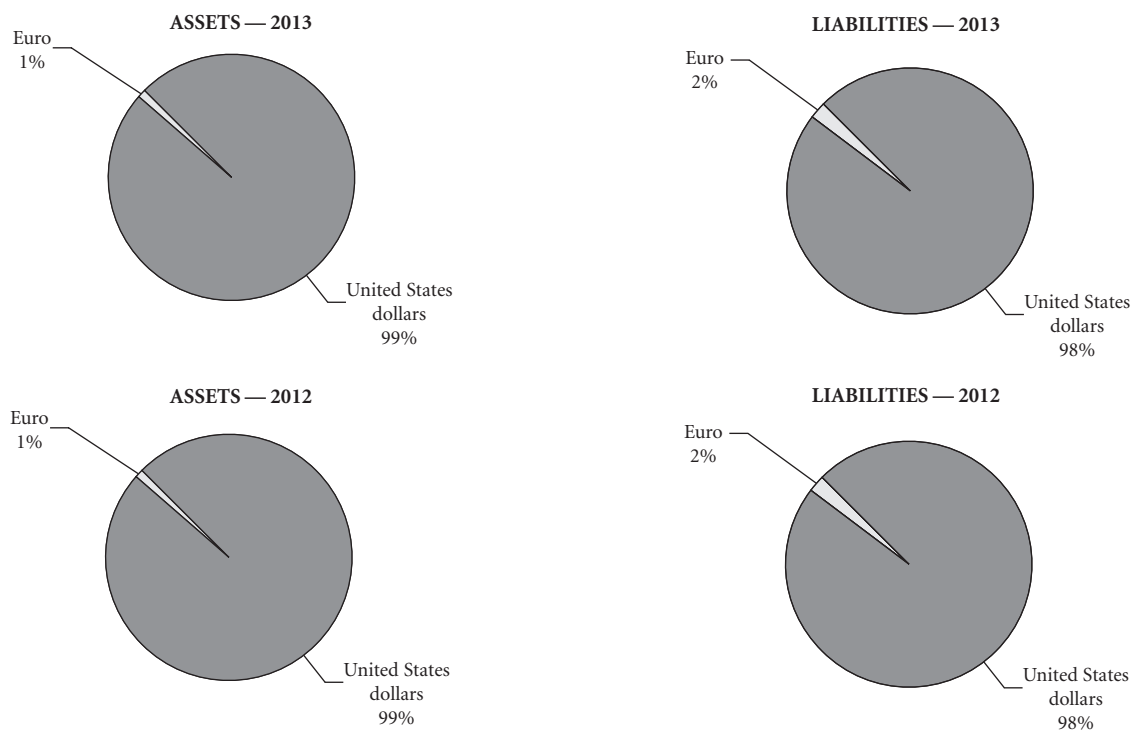 ASSETS — 2013
Euro
1%
United States
dollars
99%
LIABILITIES — 2013
Euro
2%
United States
dollars
98%
ASSETS — 2012
Euro
1%
United States
dollars
99%
LIABILITIES — 2012
Euro
2%
United States
dollars
98%